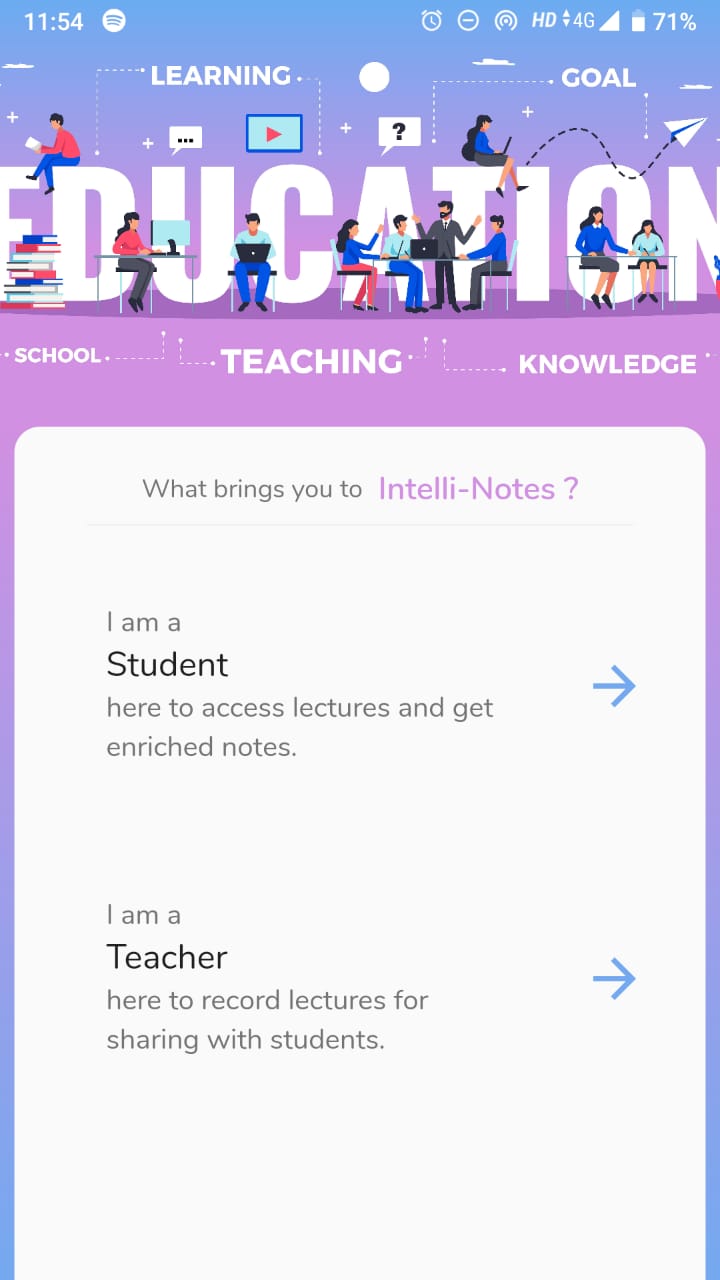 11:54 HD 4G 71%
LEARNING
GOAL
...
?
EDUCATION
SCHOOL
TEACHING
KNOWLEDGE
What brings you to Intelli-Notes ?
I am a
Student
here to access lectures and get
enriched notes.
I am a
Teacher
here to record lectures for
sharing with students.